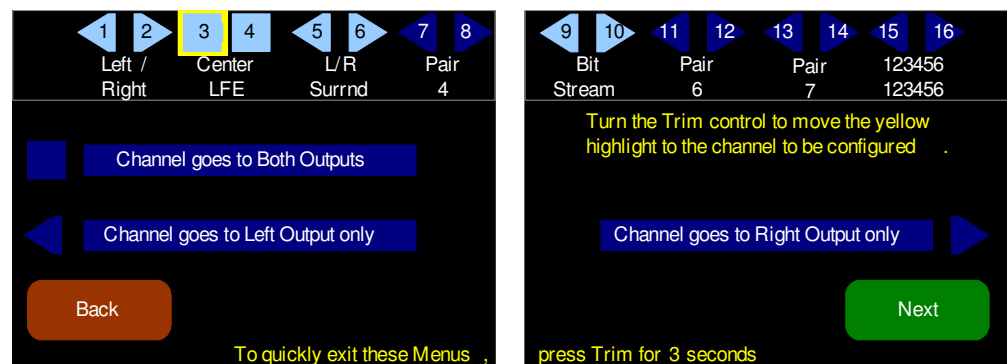 1 2 3 4 5 6 7 8
Left / Center L/R Pair
Right LFE Surrnd 4
Channel goes to Both Outputs
Channel goes to Left Output only
Back
To quickly exit these Menus ,
9 10 11 12 13 14 15 16
Bit Pair Pair 123456
Stream 6 7 123456
Turn the Trim control to move the yellow
highlight to the channel to be configured .
Channel goes to Right Output only
Next
press Trim for 3 seconds